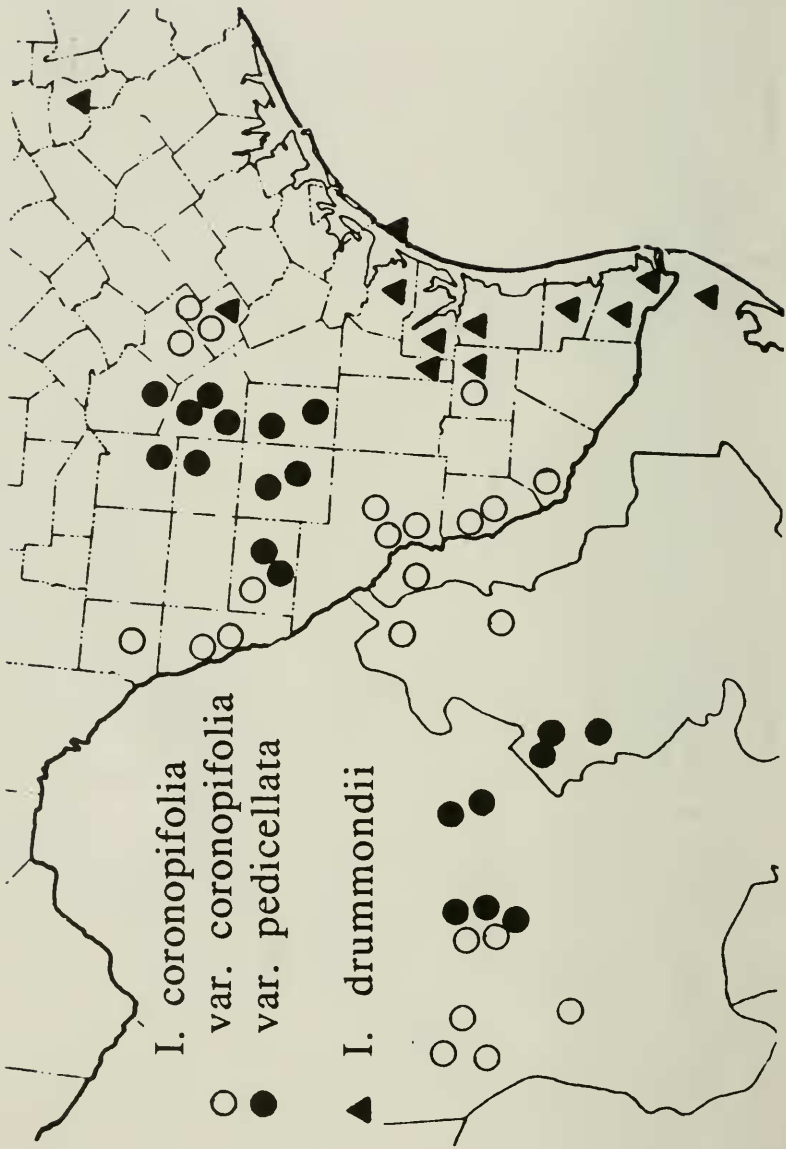 I. coronopifolia
var. coronopifolia
var. pedicellata
I. drummondii